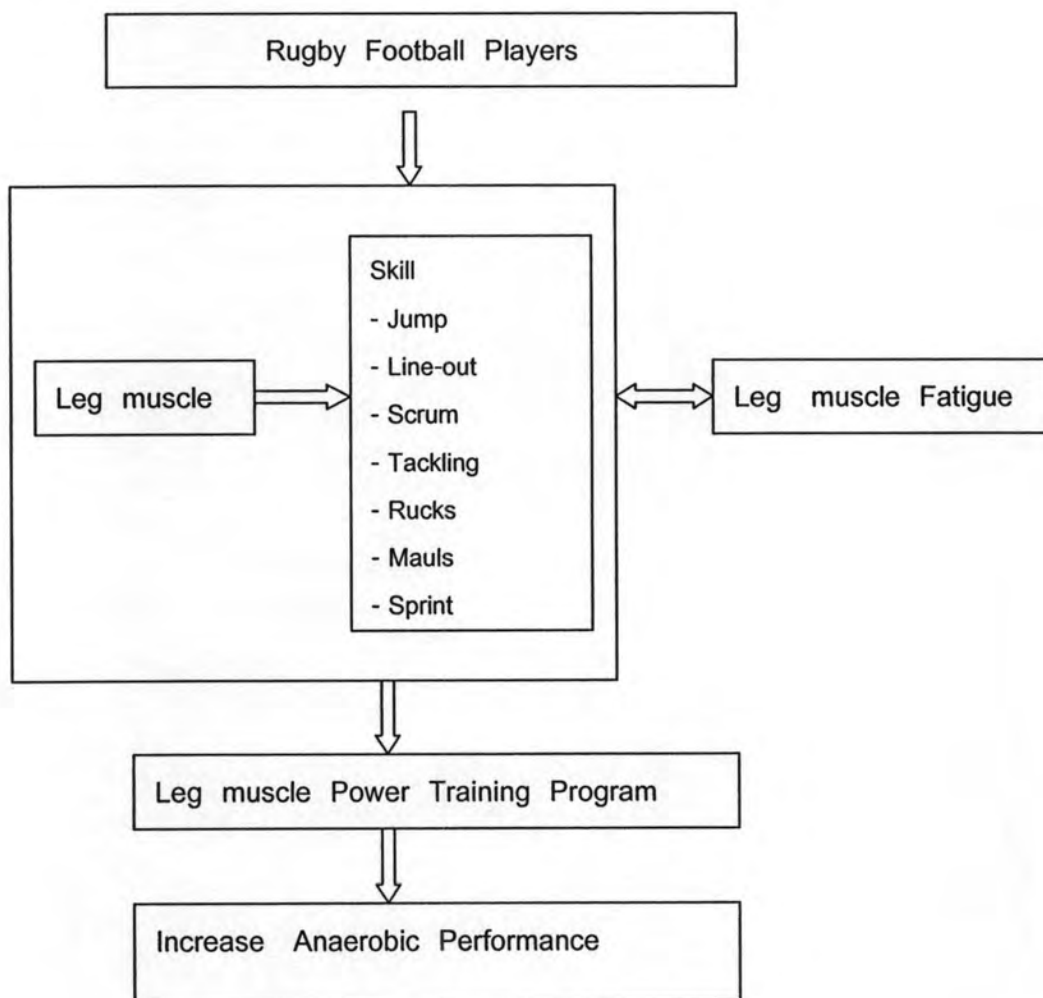 Rugby Football Players
Skill
- Jump
- Line-out
- Scrum
- Tackling
- Rucks
- Mauls
- Sprint
Leg muscle
Leg muscle Fatigue
Leg muscle Power Training Program
Increase Anaerobic Performance